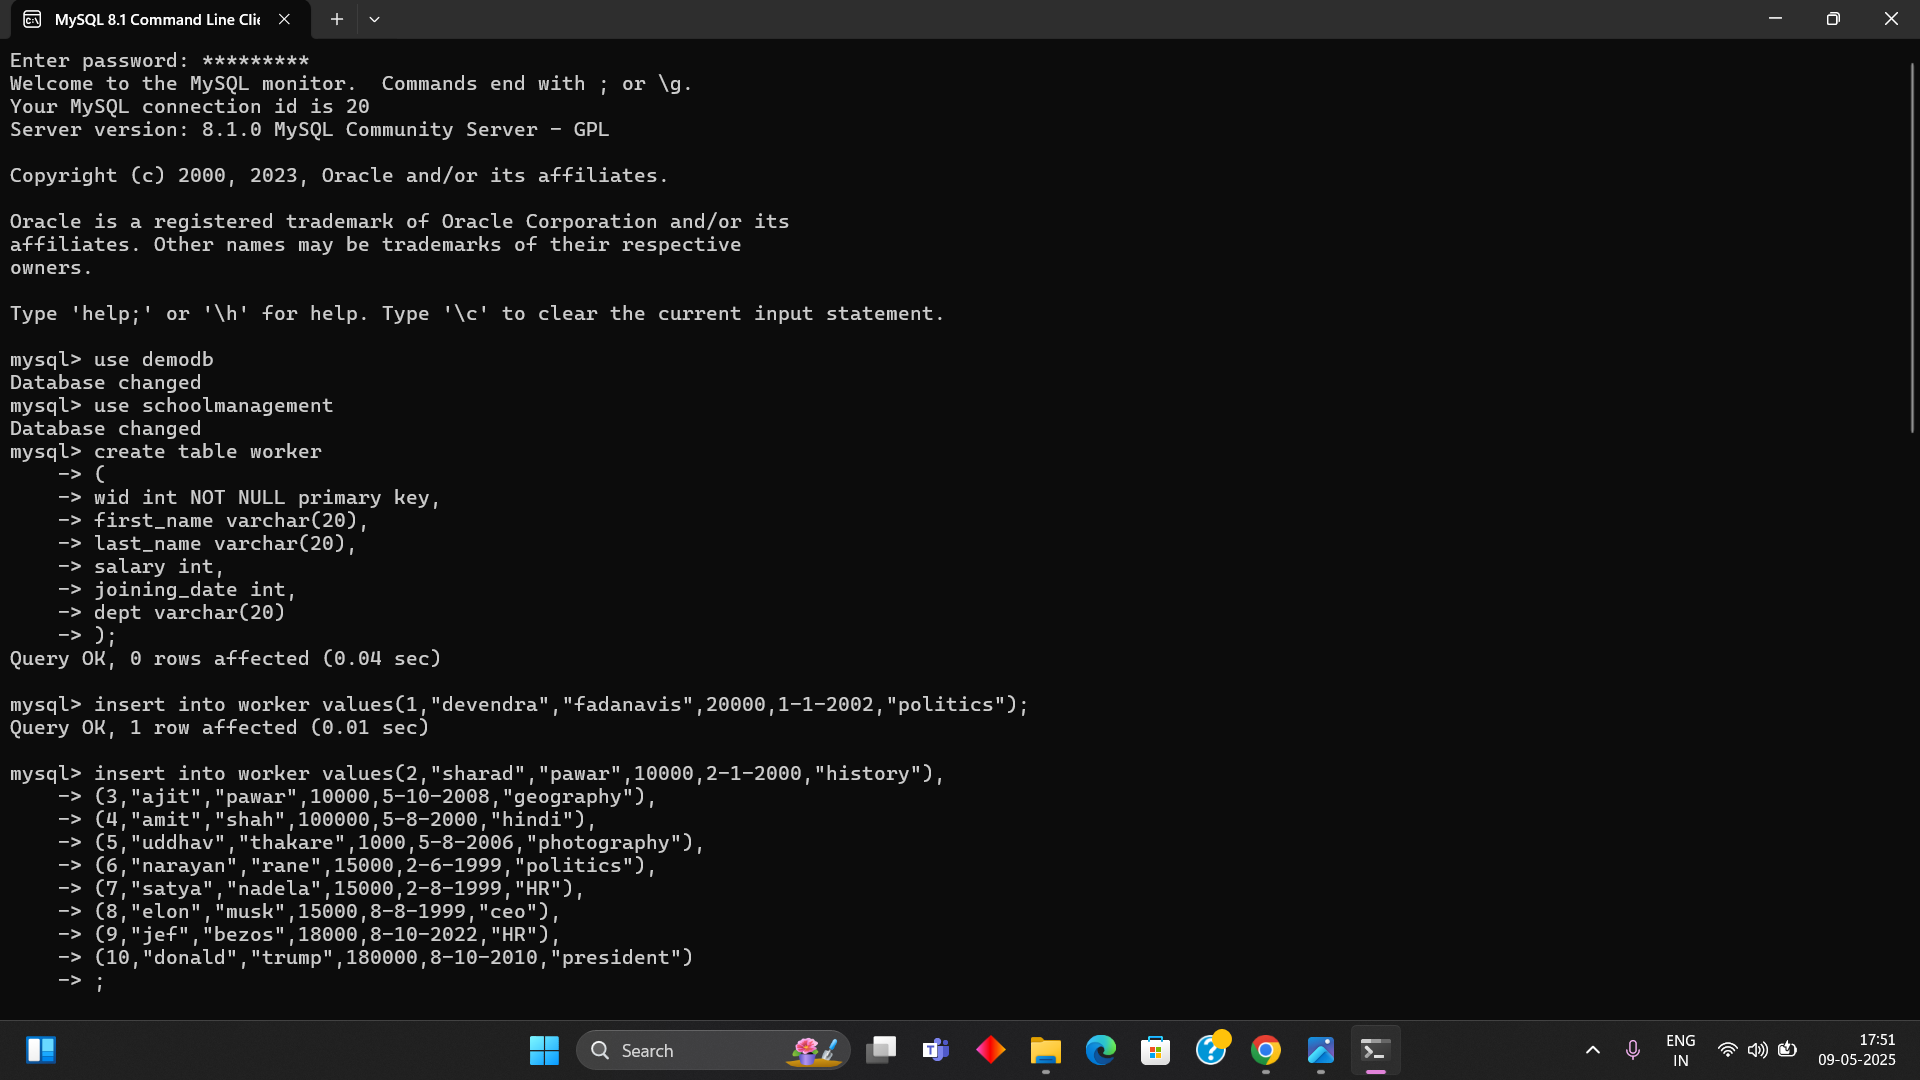 MySQL 8.1 Command Line Clie
Enter password: *********
Welcome to the MySQL monitor.  Commands end with ; or \g.
Your MySQL connection id is 20
Server version: 8.1.0 MySQL Community Server - GPL
Copyright (c) 2000, 2023, Oracle and/or its affiliates.
Oracle is a registered trademark of Oracle Corporation and/or its
affiliates. Other names may be trademarks of their respective
owners.
Type 'help;' or '\h' for help. Type '\c' to clear the current input statement.
mysql> use demodb
Database changed
mysql> use schoolmanagement
Database changed
mysql> create table worker
    -> (
    -> wid int NOT NULL primary key,
    -> first_name varchar(20),
    -> last_name varchar(20),
    -> salary int,
    -> joining_date int,
    -> dept varchar(20)
    -> );
Query OK, 0 rows affected (0.04 sec)
mysql> insert into worker values(1,"devendra","fadanavis",20000,1-1-2002,"politics");
Query OK, 1 row affected (0.01 sec)
mysql> insert into worker values(2,"sharad","pawar",10000,2-1-2000,"history"),
    -> (3,"ajit","pawar",10000,5-10-2008,"geography"),
    -> (4,"amit","shah",100000,5-8-2000,"hindi"),
    -> (5,"uddhav","thakare",1000,5-8-2006,"photography"),
    -> (6,"narayan","rane",15000,2-6-1999,"politics"),
    -> (7,"satya","nadela",15000,2-8-1999,"HR"),
    -> (8,"elon","musk",15000,8-8-1999,"ceo"),
    -> (9,"jef","bezos",18000,8-10-2022,"HR"),
    -> (10,"donald","trump",180000,8-10-2010,"president")
    -> ;
Search
ENG
IN
17:51
09-05-2025